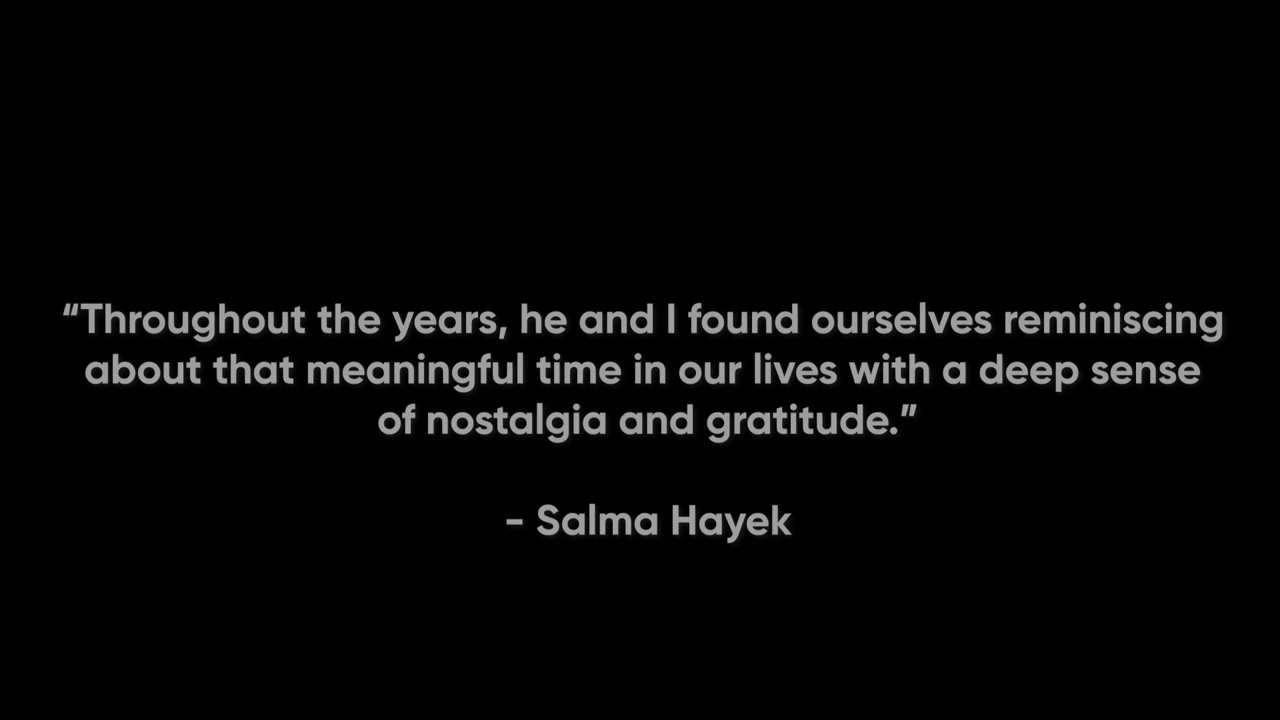 “Throughout the years, he and I found ourselves reminiscing
about that meaningful time in our lives with a deep sense
of nostalgia and gratitude.”
- Salma Hayek